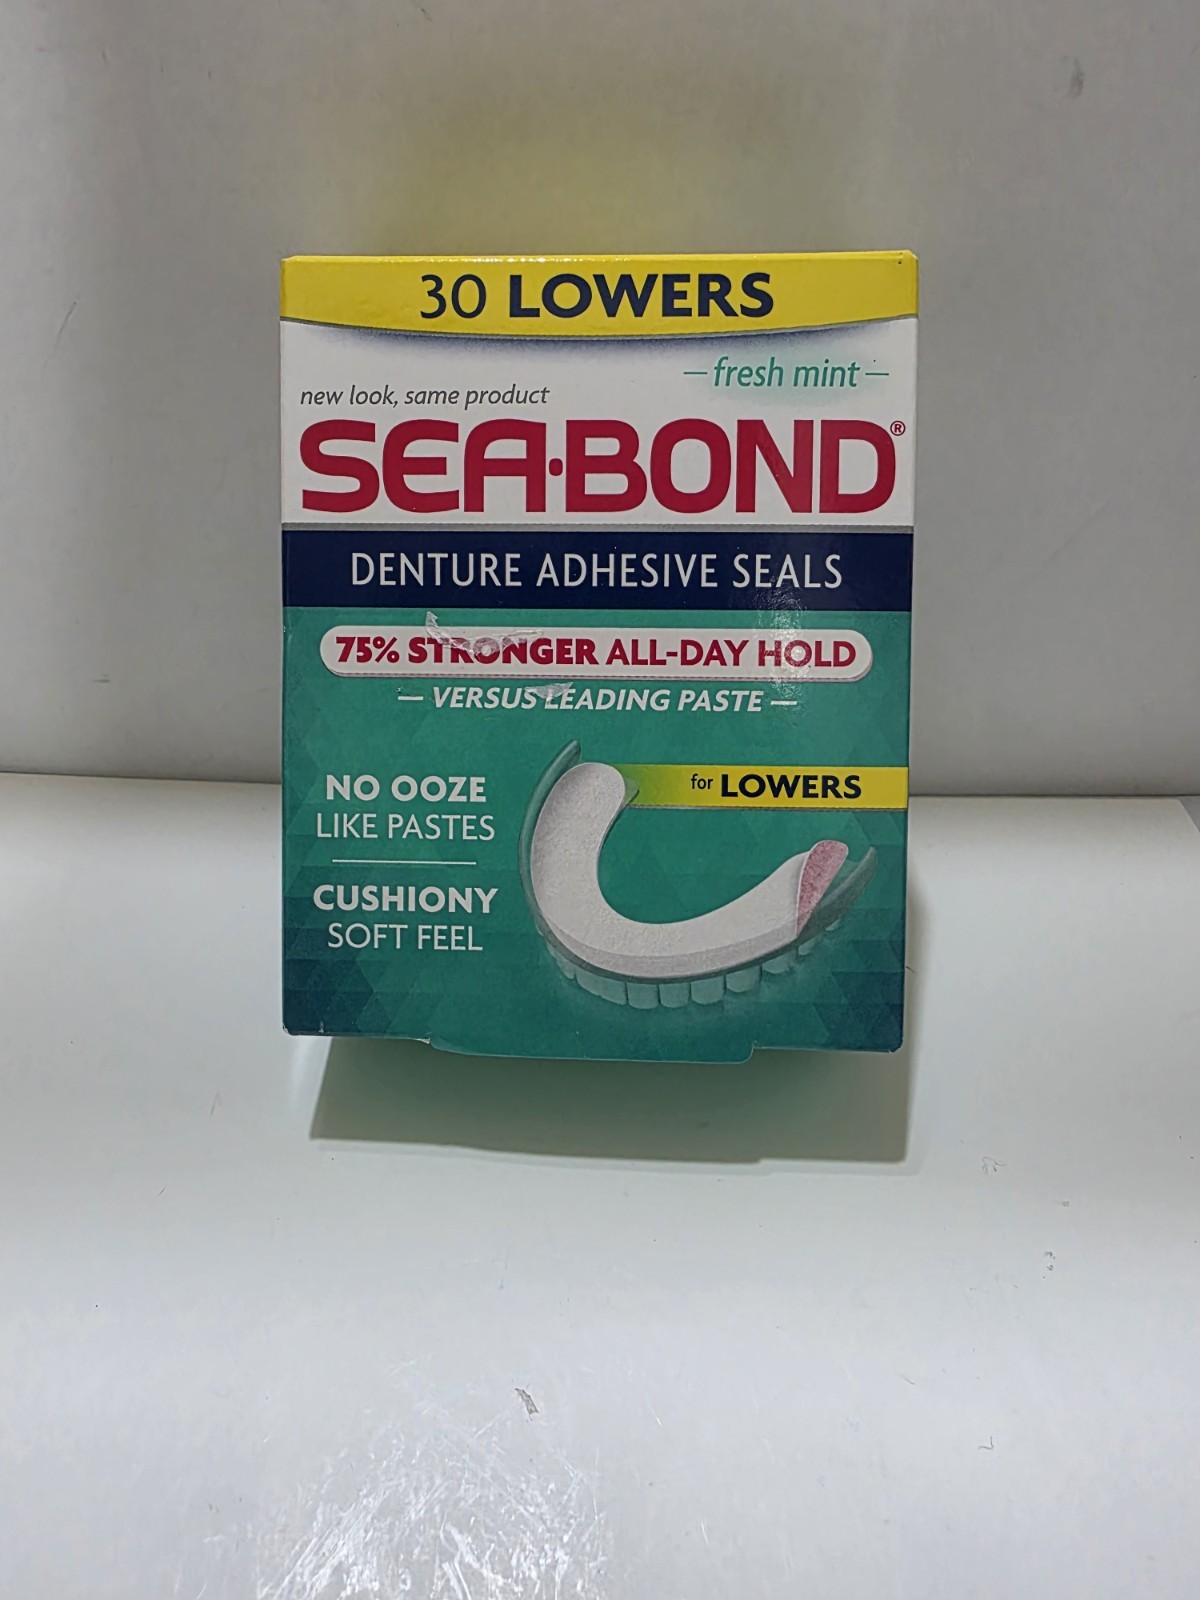 30 LOWERS
— fresh mint —
new look, same product
SEA·BOND®
DENTURE ADHESIVE SEALS
75% STRONGER ALL-DAY HOLD
— VERSUS LEADING PASTE —
for LOWERS
NO OOZE
LIKE PASTES
CUSHIONY
SOFT FEEL